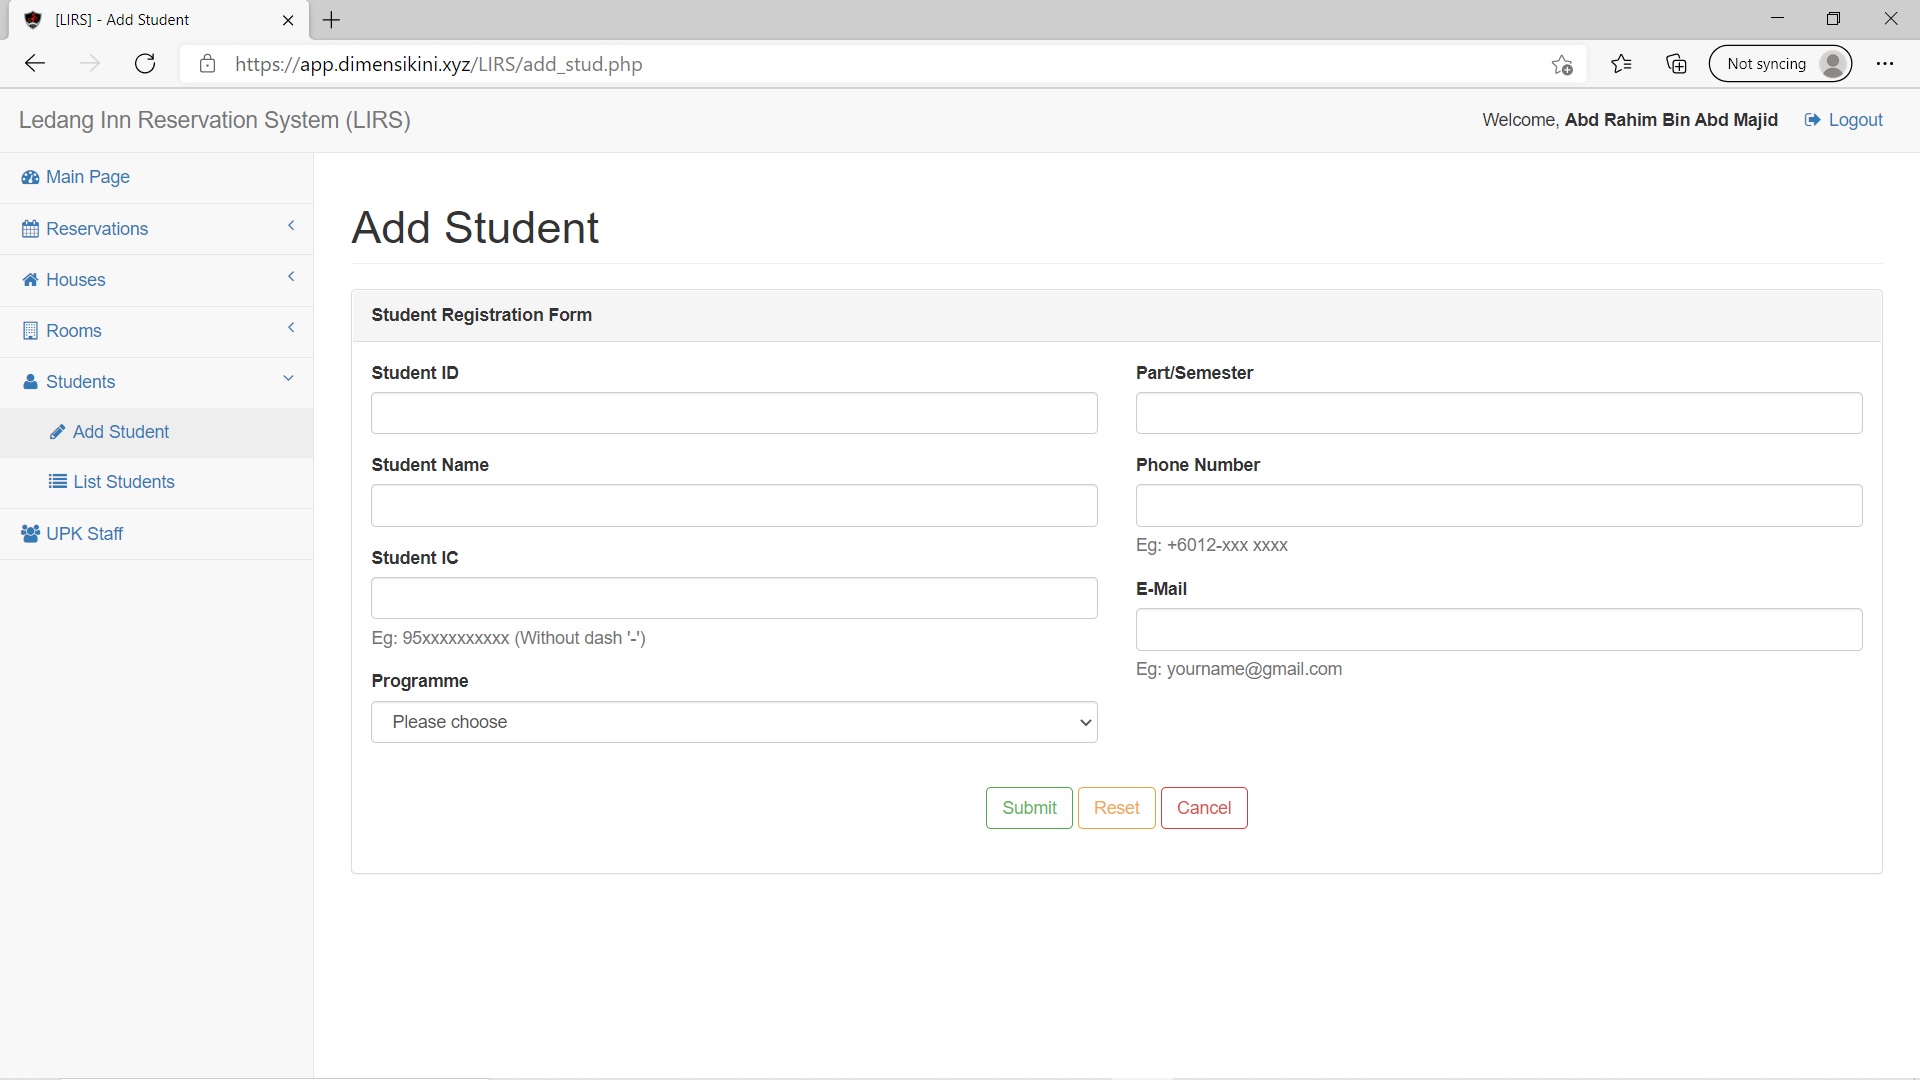 [LIRS] - Add Student
https://app.dimensikini.xyz/LIRS/add_stud.php
Not syncing
Ledang Inn Reservation System (LIRS)
Welcome, Abd Rahim Bin Abd Majid
Logout
Main Page
Reservations
Houses
Rooms
Students
Add Student
List Students
UPK Staff
Add Student
Student Registration Form
Student ID
Student Name
Student IC
Eg: 95xxxxxxxxxx (Without dash '-')
Programme
Please choose
Part/Semester
Phone Number
Eg: +6012-xxx xxxx
E-Mail
Eg: yourname@gmail.com
Submit
Reset
Cancel